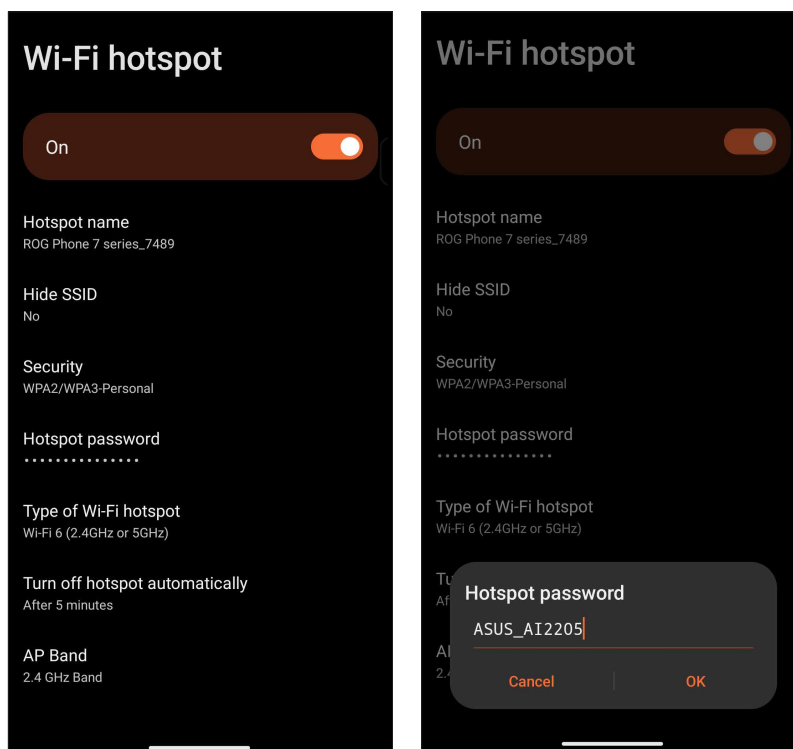 Wi-Fi hotspot
On
Hotspot name
ROG Phone 7 series_7489
Hide SSID
No
Security
WPA2/WPA3-Personal
Hotspot password
•••••••••••••••
Type of Wi-Fi hotspot
Wi-Fi 6 (2.4GHz or 5GHz)
Turn off hotspot automatically
After 5 minutes
AP Band
2.4 GHz Band
Wi-Fi hotspot
On
Hotspot name
ROG Phone 7 series_7489
Hide SSID
No
Security
WPA2/WPA3-Personal
Hotspot password
•••••••••••••••
Type of Wi-Fi hotspot
Wi-Fi 6 (2.4GHz or 5GHz)
Hotspot password
ASUS_AI2205
Cancel OK